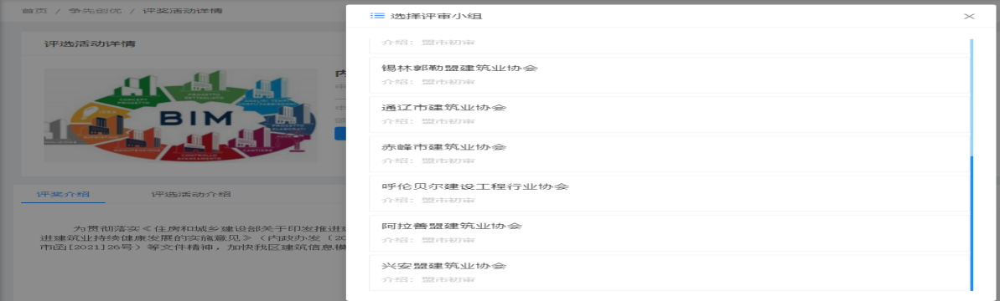 首页 / 争先创优 / 评奖活动详情
评选活动详情
CONCEPT
PROGETTO
PROGETTO
DETTAGLIATO
IDEA
BIM
PROGETTO
ELABORATI
CONTROLLO
CANTIERE
评奖介绍
评选活动介绍
为贯彻落实《住房和城乡建设部关于印发推进建
进建筑业持续健康发展的实施意见》（内政办发〔20
市函[2021]26号）等文件精神，加快我区建筑信息模
选择评审小组
介绍：盟市初审
锡林郭勒盟建筑业协会
介绍：盟市初审
通辽市建筑业协会
介绍：盟市初审
赤峰市建筑业协会
介绍：盟市初审
呼伦贝尔建设工程行业协会
介绍：盟市初审
阿拉善盟建筑业协会
介绍：盟市初审
兴安盟建筑业协会
介绍：盟市初审